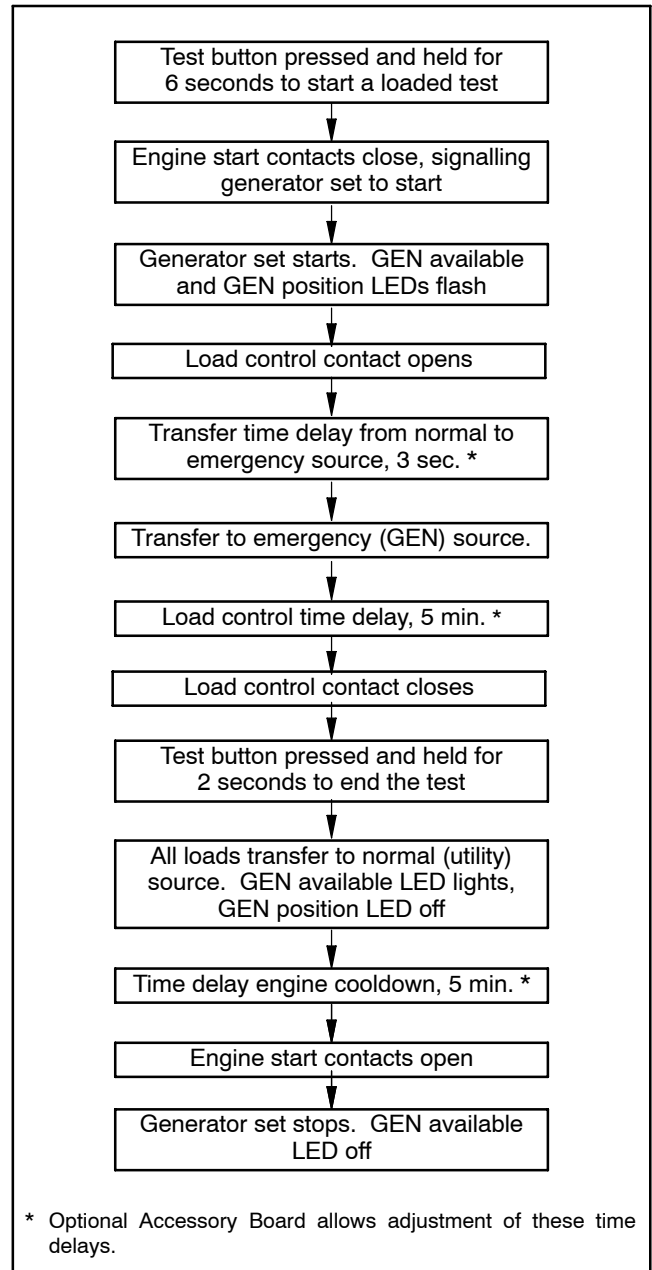 Test button pressed and held for
6 seconds to start a loaded test
Engine start contacts close, signalling
generator set to start
Generator set starts. GEN available
and GEN position LEDs flash
Load control contact opens
Transfer time delay from normal to
emergency source, 3 sec. *
Transfer to emergency (GEN) source.
Load control time delay, 5 min. *
Load control contact closes
Test button pressed and held for
2 seconds to end the test
All loads transfer to normal (utility)
source. GEN available LED lights,
GEN position LED off
Time delay engine cooldown, 5 min. *
Engine start contacts open
Generator set stops. GEN available
LED off
* Optional Accessory Board allows adjustment of these time
delays.